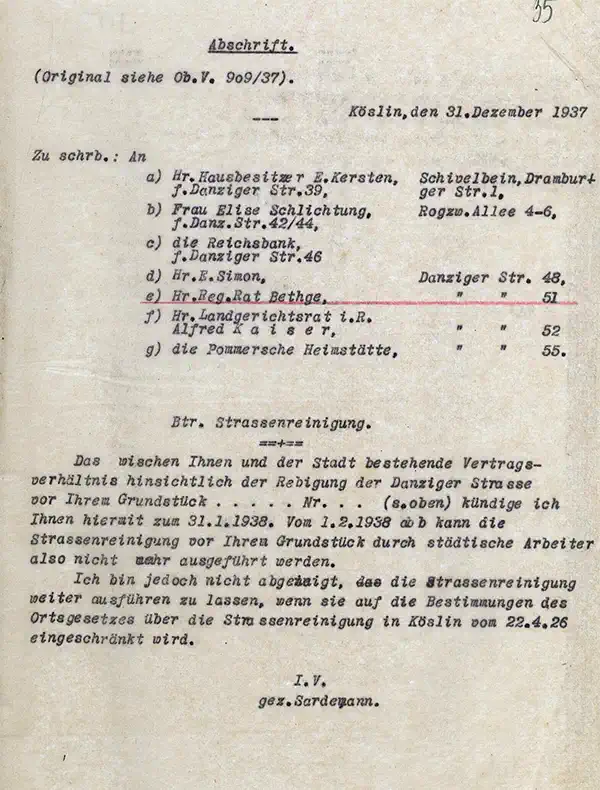 35
Abschrift.
(Original siehe Ob.V. 909/37).
Köslin,den 31.Dezember 1937
Zu schrb.: An
a) Hr.Hausbesitzer E.Kersten, Schivelbein,Dramburg-
f.Danziger Str.39, ger Str.1,
b) Frau Elise Schlichtung, Rogzw.Allee 4-6,
f.Danz.Str.42/44,
c) die Reichsbank,
f.Danziger Str.46
d) Hr.E.Simon, Danziger Str. 48,
e) Hr.Reg.Rat Bethge, " " 51
f) Hr.Landgerichtsrat i.R.
Alfred K a i s e r, " " 52
g) die Pommersche Heimstätte, " " 55.
Btr. Strassenreinigung.
==+==
Das wischen Ihnen und der Stadt bestehende Vertrags-
verhältnis hinsichtlich der Rebigung der Danziger Strasse
vor Ihrem Grundstück . . . . . Nr. . . (s.oben) kündige ich
Ihnen hiermit zum 31.1.1938. Vom 1.2.1938 abb kann die
Strassenreinigung vor Ihrem Grundstück durch städtische Arbeiter
also nicht mehr ausgeführt werden.
Ich bin jedoch nicht abgeneigt, die Strassenreinigung
weiter ausführen zu lassen, wenn sie auf die Bestimmungen des
Ortsgesetzes über die Strassenreinigung in Köslin vom 22.4.26
eingeschränkt wird.
I.V.
gez.Sardemann.